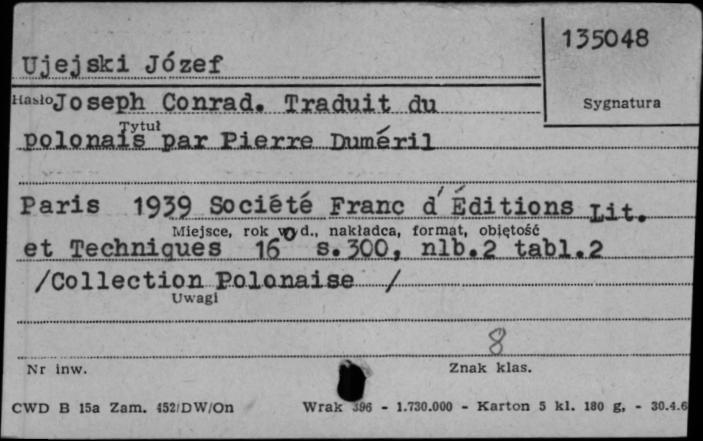 135048
Ujejski Józef
Hasło Joseph Conrad. Traduit du
Sygnatura
Tytuł
polonais par Pierre Duméril
Paris 1939 Société Franc d'Éditions Lit.
Miejsce, rok wyd., nakładca, format, objętość
et Techniques 16o s.300, nlb.2 tabl.2
/Collection Polonaise /
Uwagi
8
Nr inw. Znak klas.
CWD B 15a Zam. 452/DW/On Wrak 396 - 1.730.000 - Karton 5 kl. 180 g. - 30.4.6